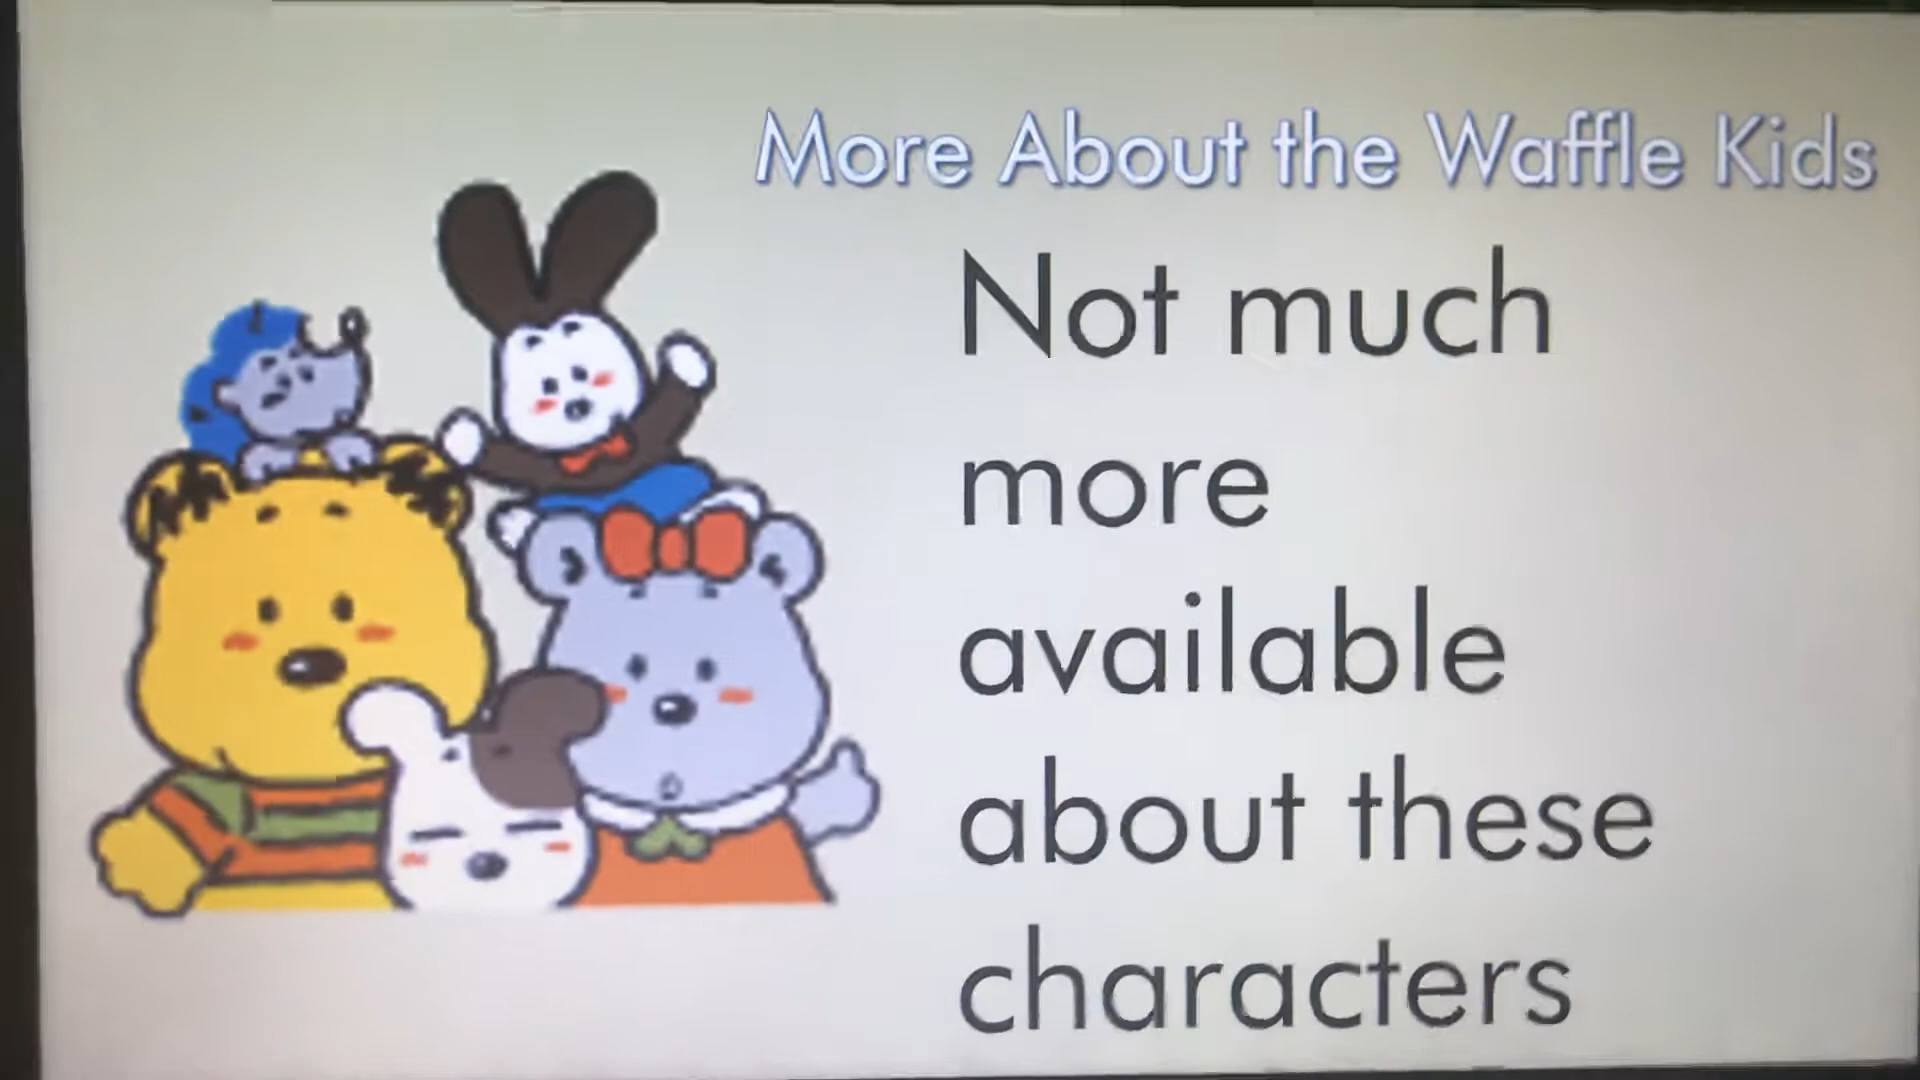 More About the Waffle Kids
Not much
more
available
about these
characters